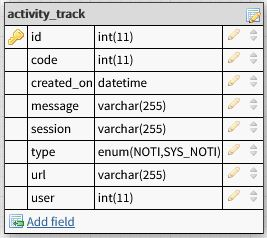 activity_track
id int(11)
code int(11)
created_on datetime
message varchar(255)
session varchar(255)
type enum(NOTI,SYS_NOTI)
url varchar(255)
user int(11)
Add field